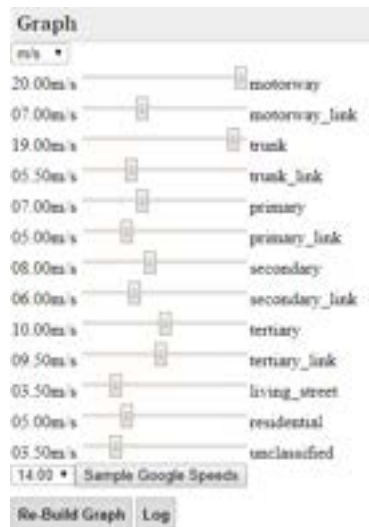 Graph
m/s
20.00m/s motorway
07.00m/s motorway_link
19.00m/s trunk
05.50m/s trunk_link
07.00m/s primary
05.00m/s primary_link
08.00m/s secondary
06.00m/s secondary_link
10.00m/s tertiary
09.50m/s tertiary_link
03.50m/s living_street
05.00m/s residential
03.50m/s unclassified
14:00 Sample Google Speeds
Re-Build Graph Log